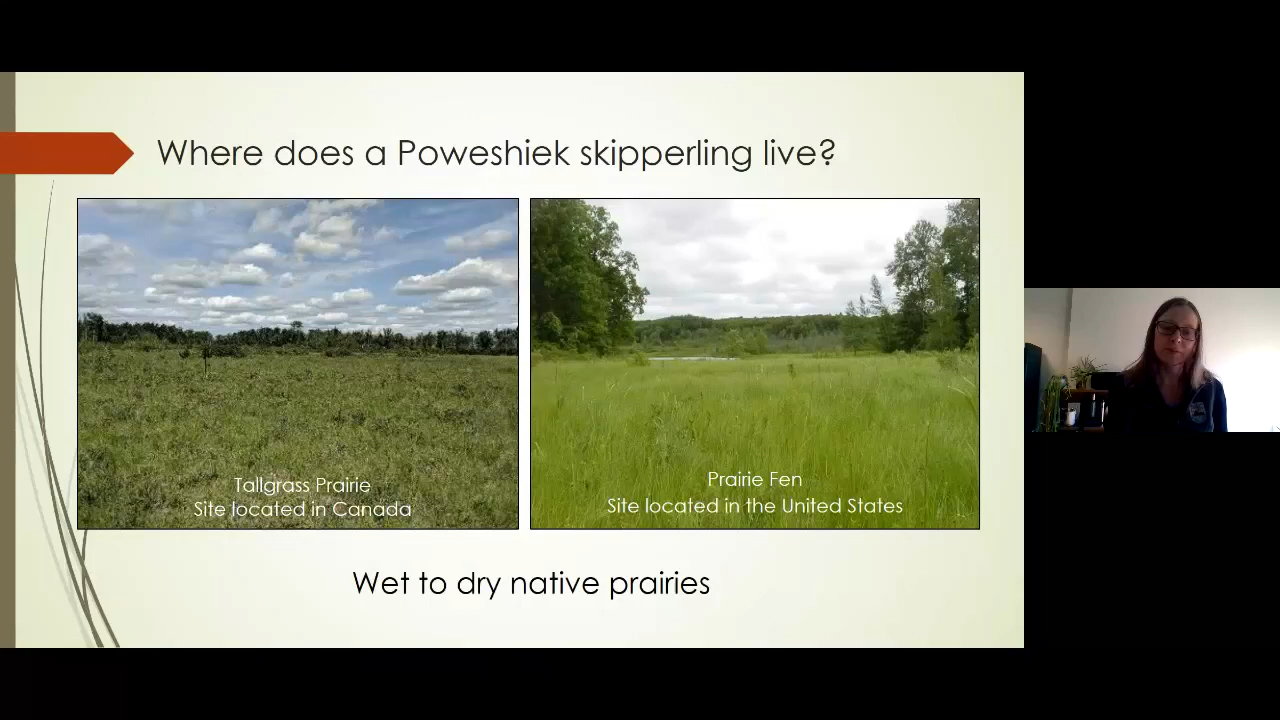 Where does a Poweshiek skipperling live?
Tallgrass Prairie
Site located in Canada
Prairie Fen
Site located in the United States
Wet to dry native prairies